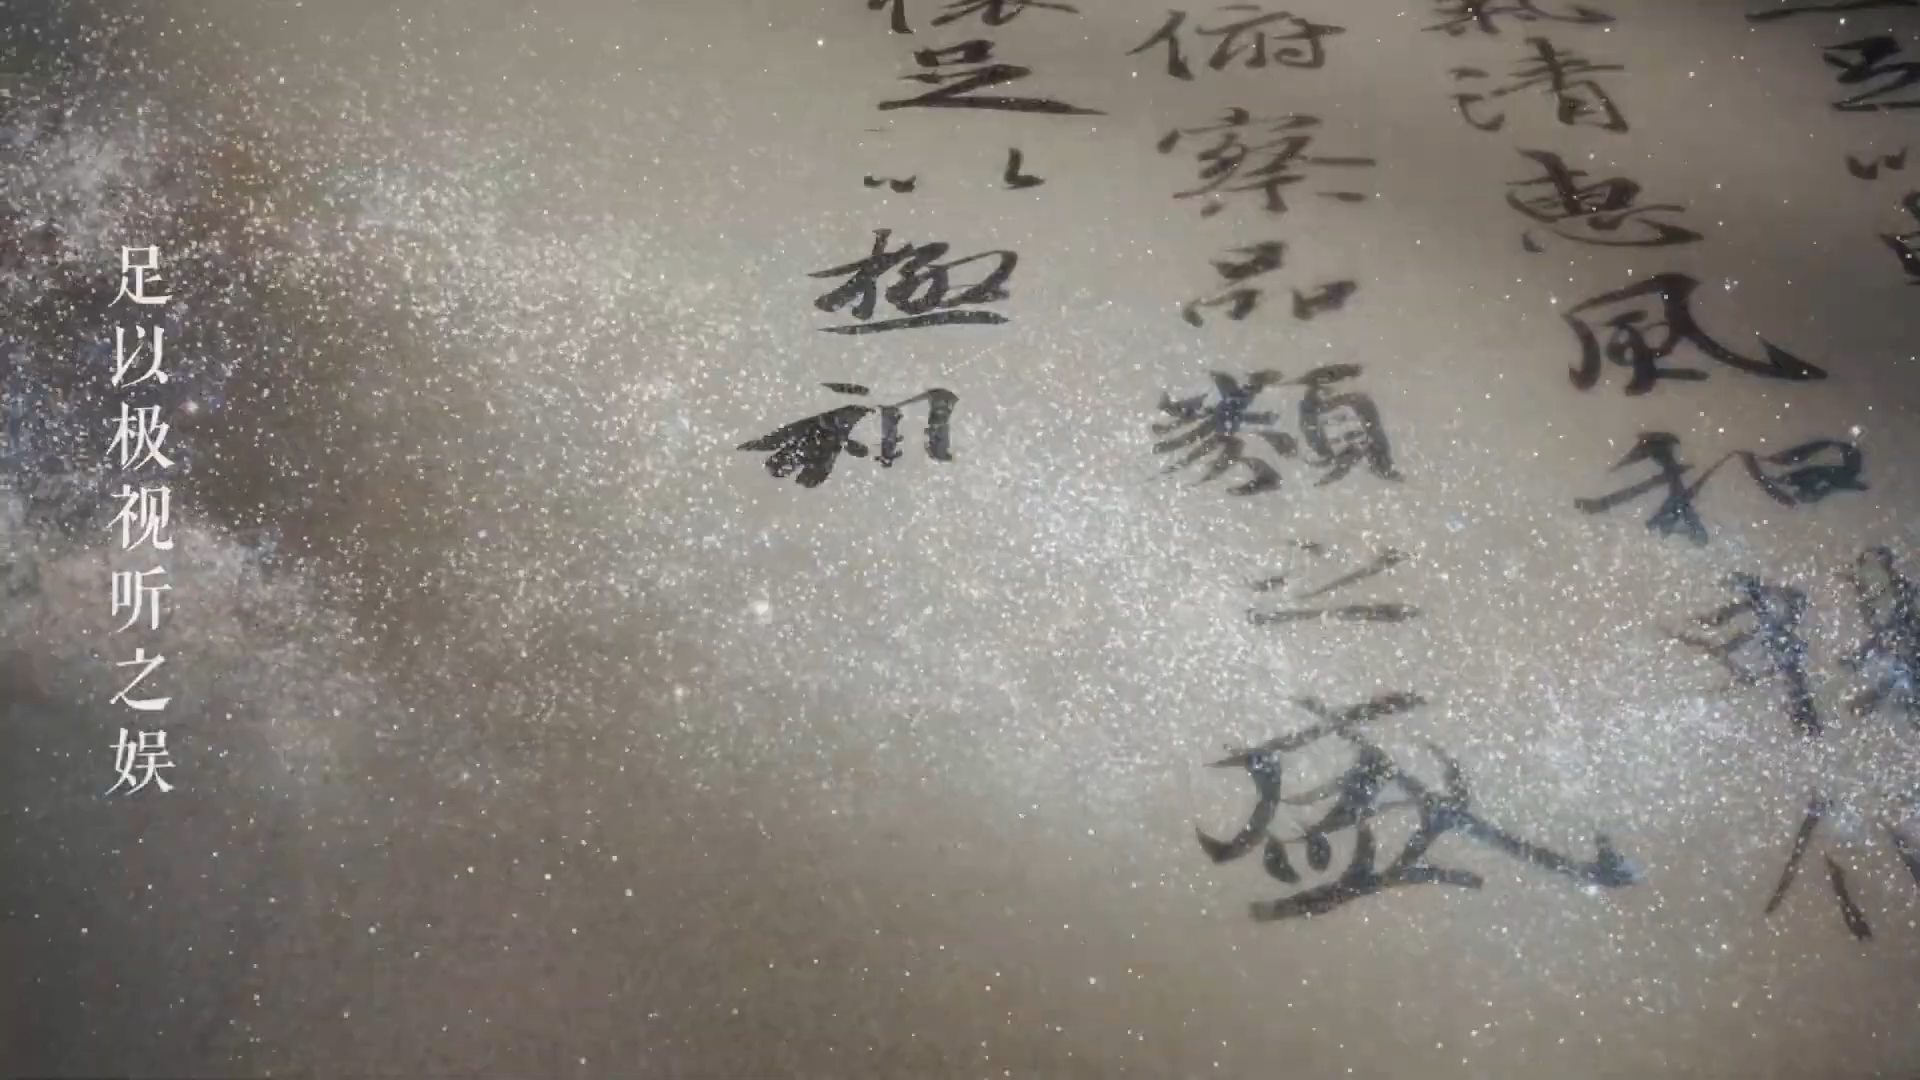 清惠風和暢
俯察品類之盛
足以極
足以极视听之娱